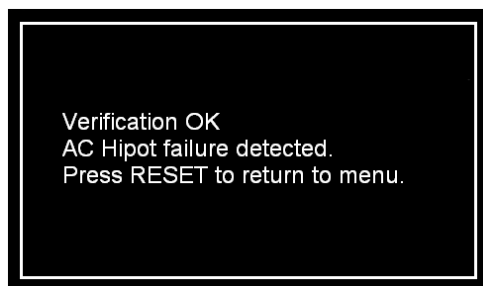 Verification OK
AC Hipot failure detected.
Press RESET to return to menu.